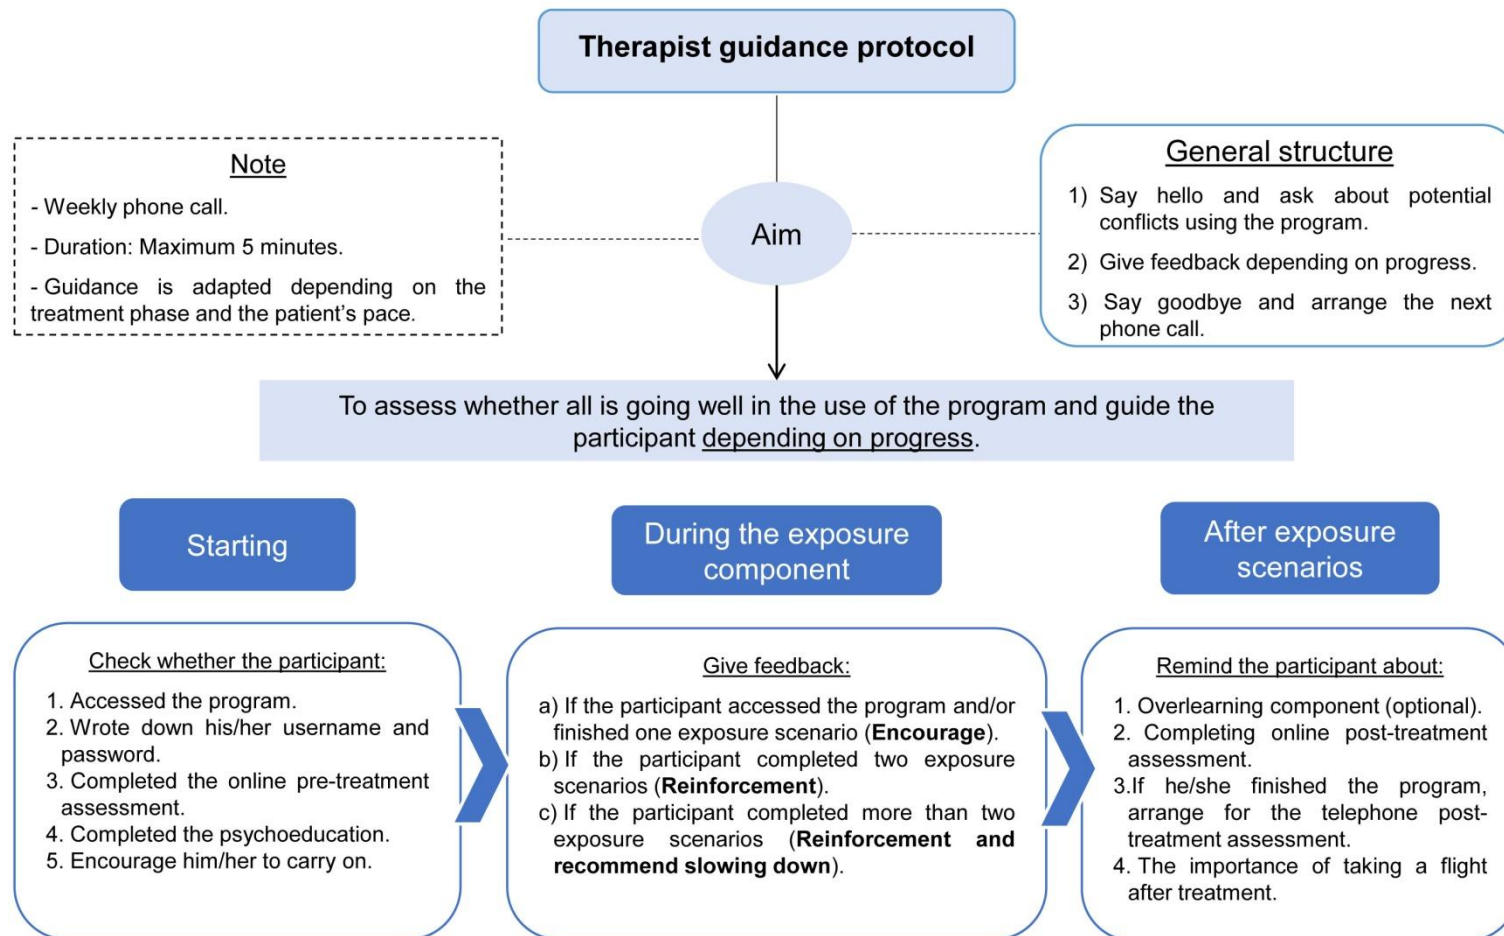 Therapist guidance protocol
Note
- Weekly phone call.
- Duration: Maximum 5 minutes.
- Guidance is adapted depending on the
treatment phase and the patient's pace.
Aim
General structure
1) Say hello and ask about potential
conflicts using the program.
2) Give feedback depending on progress.
3) Say goodbye and arrange the next
phone call.
To assess whether all is going well in the use of the program and guide the
participant depending on progress.
Starting
Check whether the participant:
1. Accessed the program.
2. Wrote down his/her username and
password.
3. Completed the online pre-treatment
assessment.
4. Completed the psychoeducation.
5. Encourage him/her to carry on.
During the exposure
component
Give feedback:
a) If the participant accessed the program and/or
finished one exposure scenario (Encourage).
b) If the participant completed two exposure
scenarios (Reinforcement).
c) If the participant completed more than two
exposure scenarios (Reinforcement and
recommend slowing down).
After exposure
scenarios
Remind the participant about:
1. Overlearning component (optional).
2. Completing online post-treatment
assessment.
3.If he/she finished the program,
arrange for the telephone post-
treatment assessment.
4. The importance of taking a flight
after treatment.